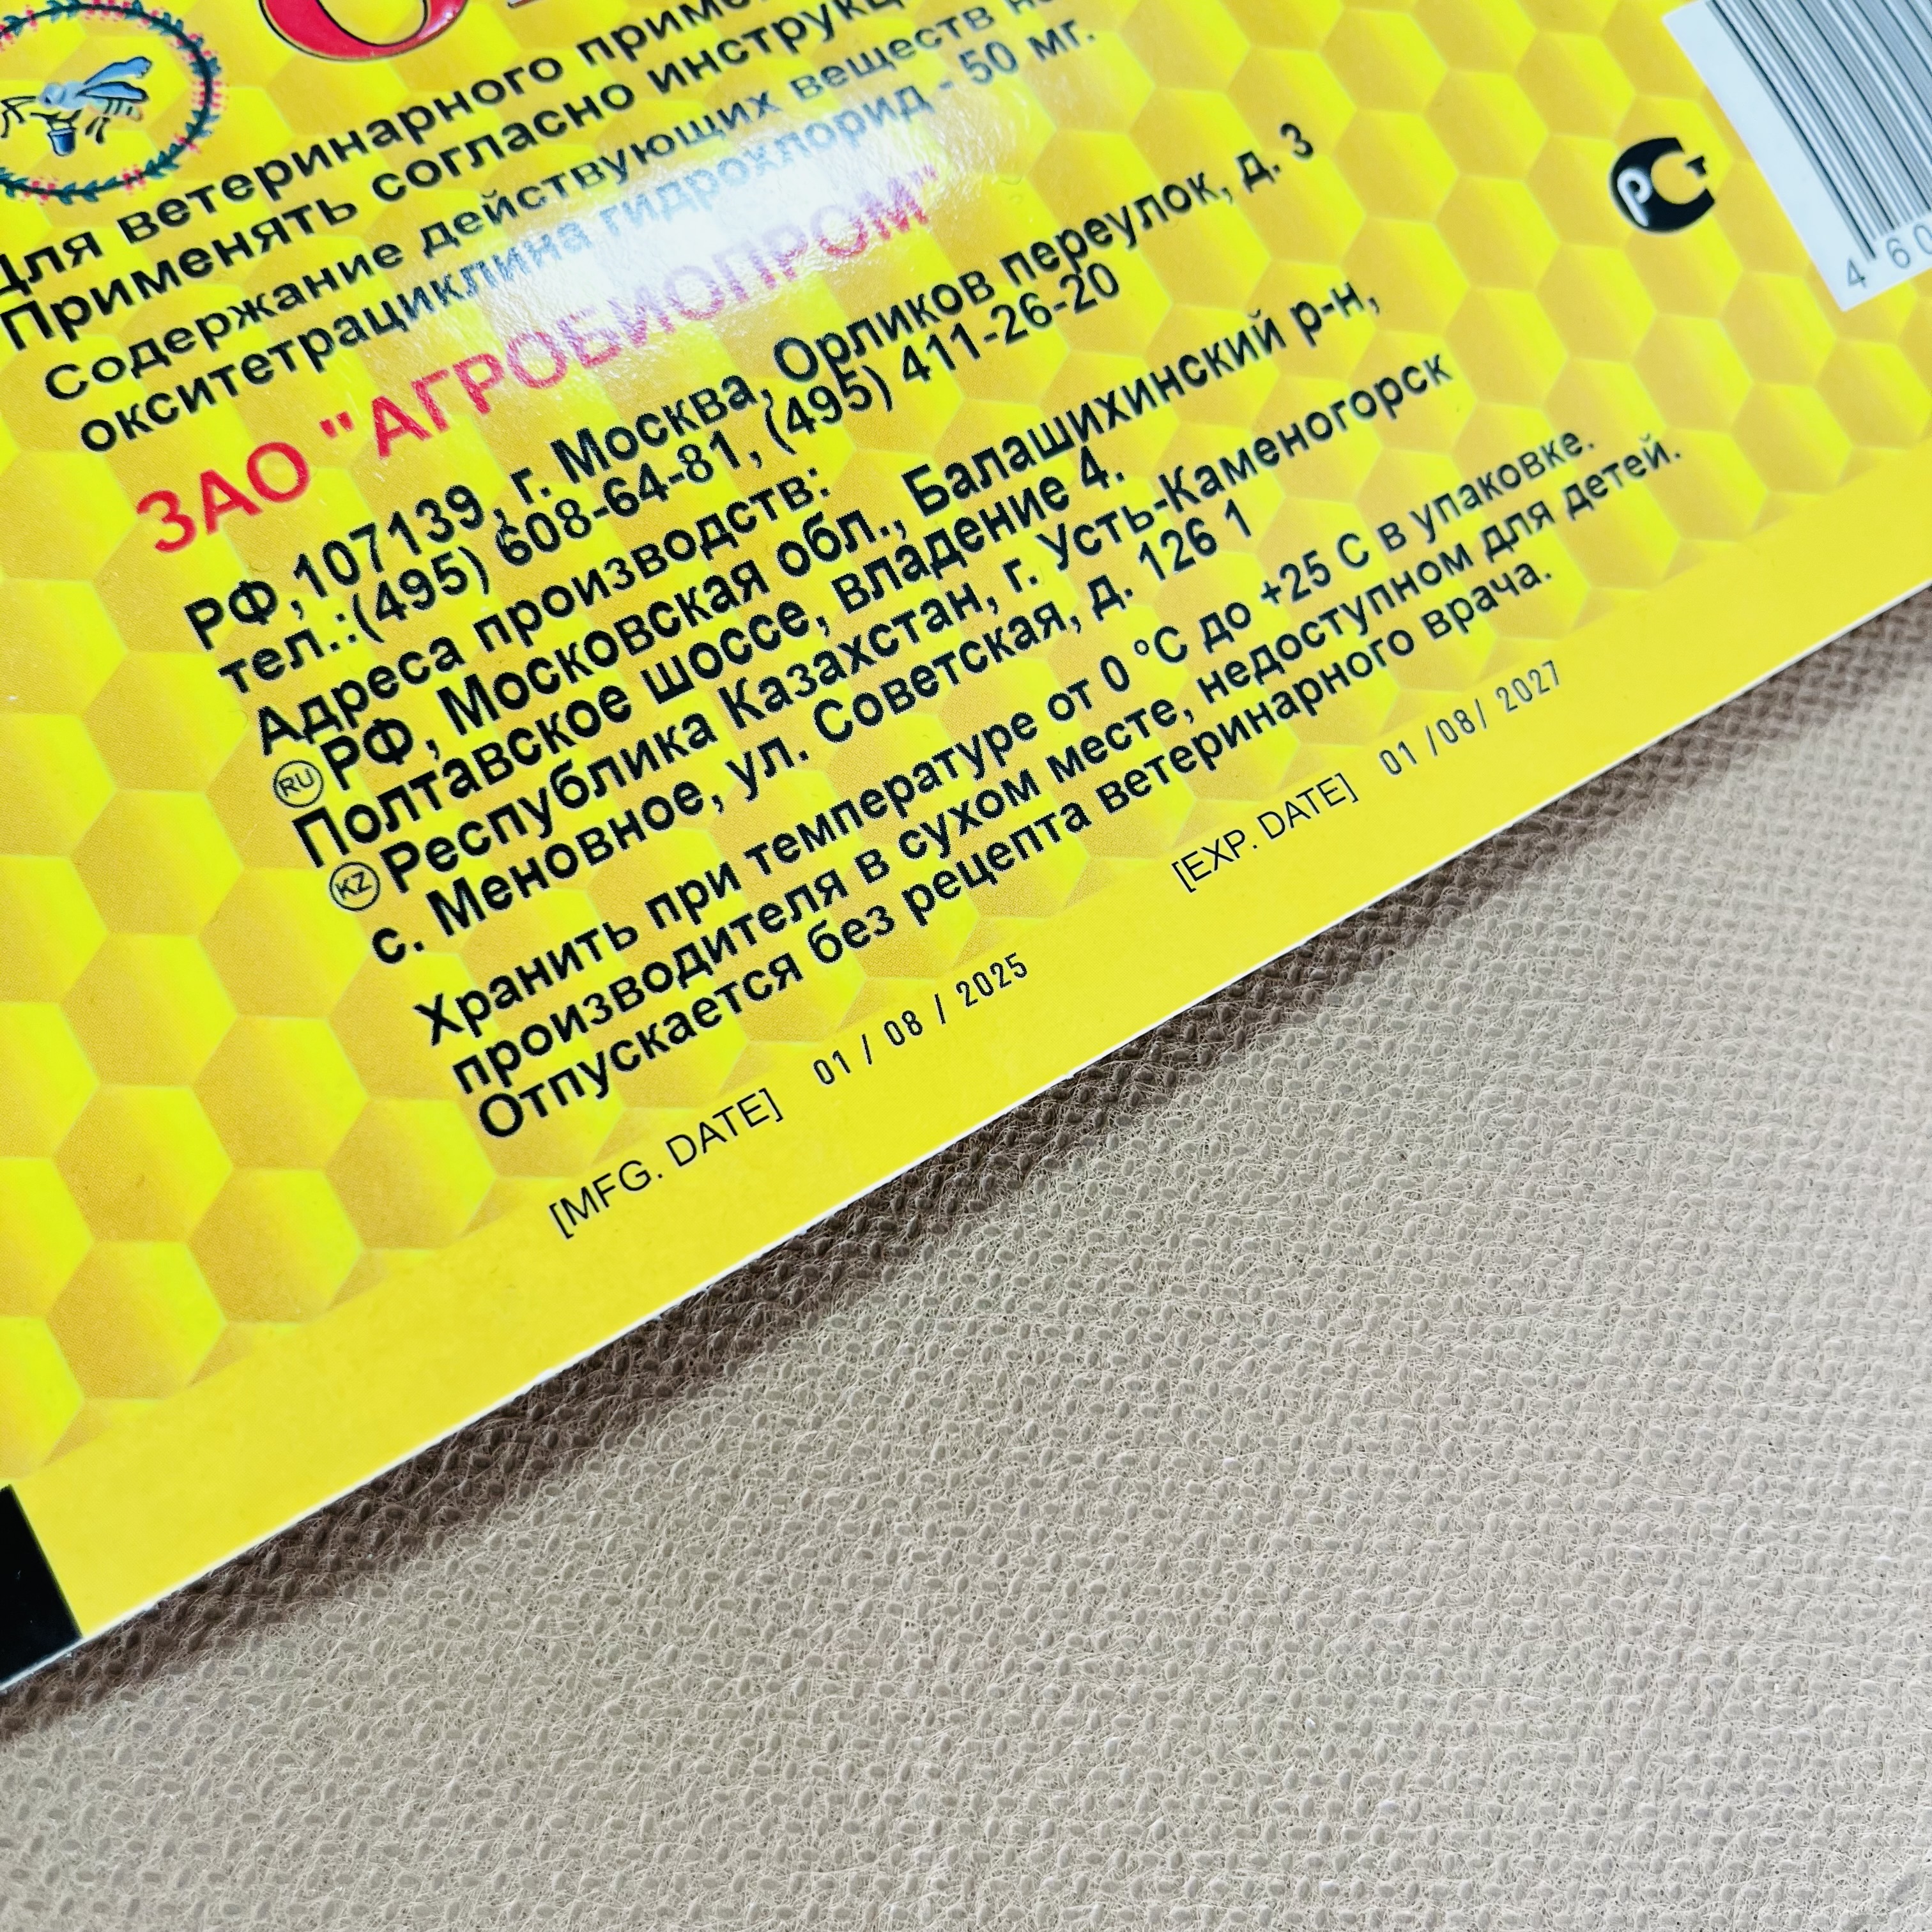 Для ветеринарного
Применять согласно
Содержание действующих веществ
окситетрациклина гидрохлорид - 50 мг.
ЗАО "АГРОБИОПРОМ"
РФ,107139, г. Москва, Орликов переулок, д. 3
тел.:(495) 608-64-81, (495) 411-26-20
Адреса производств:
RU РФ, Московская обл., Балашихинский р-н,
Полтавское шоссе, владение 4.
KZ Республика Казахстан, г. Усть-Каменогорск
с. Меновное, ул. Советская, д. 126 1
Хранить при температуре от 0 °C до +25 C в упаковке.
производителя в сухом месте, недоступном для детей.
Отпускается без рецепта ветеринарного врача.
[MFG. DATE] 01 / 08 / 2025
[EXP. DATE] 01 /08/ 2027
РСТ
460